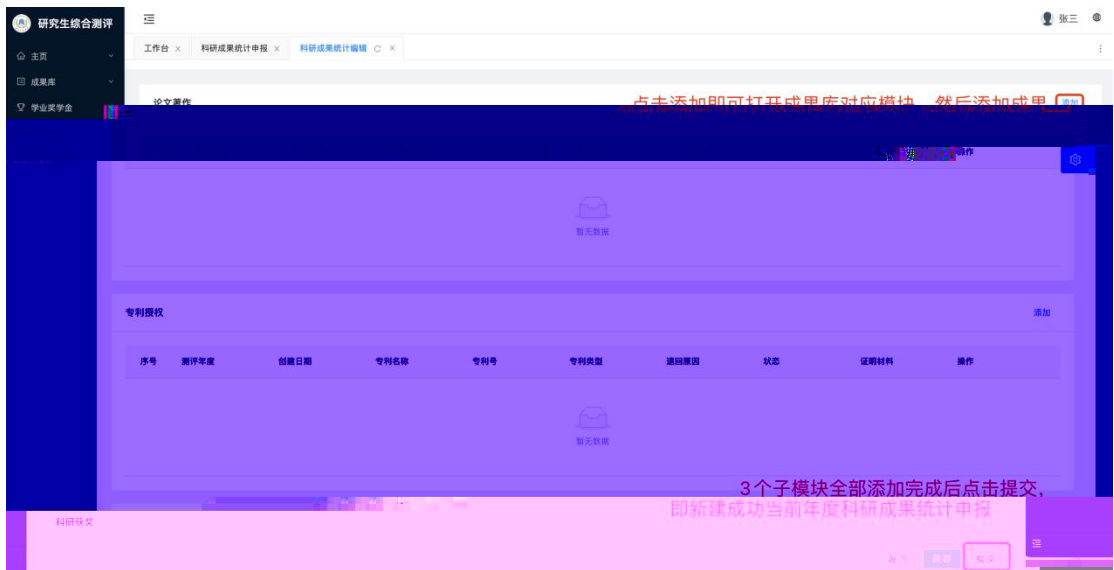 研究生综合测评
张三
主页
工作台 × 科研成果统计申报 × 科研成果统计编辑 ×
成果库
学业奖学金
论文著作
点击添加即可打开成果库对应模块，然后添加成果
添加
操作
暂无数据
专利授权
添加
序号 测评年度 创建日期 专利名称 专利号 专利类型 退回原因 状态 证明材料 操作
暂无数据
3个子模块全部添加完成后点击提交，
即新建成功当前年度科研成果统计申报
科研获奖
提交